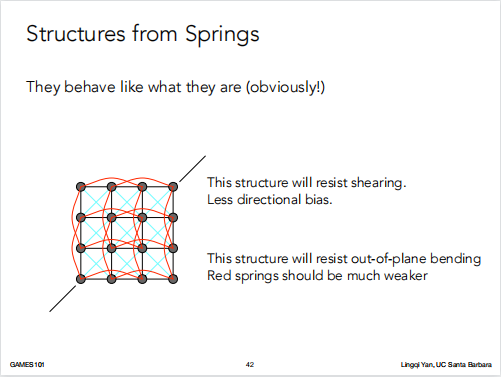 Structures from Springs
They behave like what they are (obviously!)
This structure will resist shearing.
Less directional bias.
This structure will resist out-of-plane bending
Red springs should be much weaker
GAMES101
42
Lingqi Yan, UC Santa Barbara